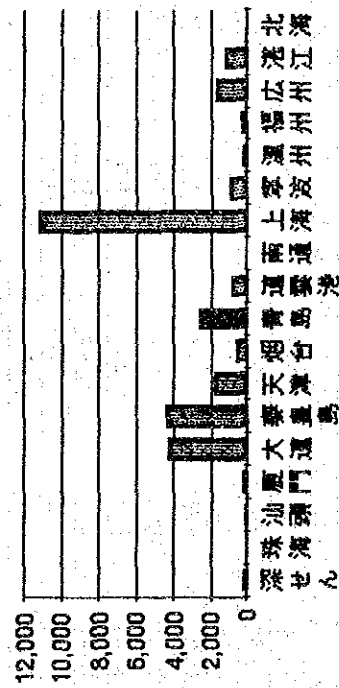 12,000
10,000
8,000
6,000
4,000
2,000
0
深せん
珠海
汕頭
厦門
大連
秦皇島
天津
烟台
青島
連雲港
南通
上海
寧波
温州
福州
広州
湛江
北海